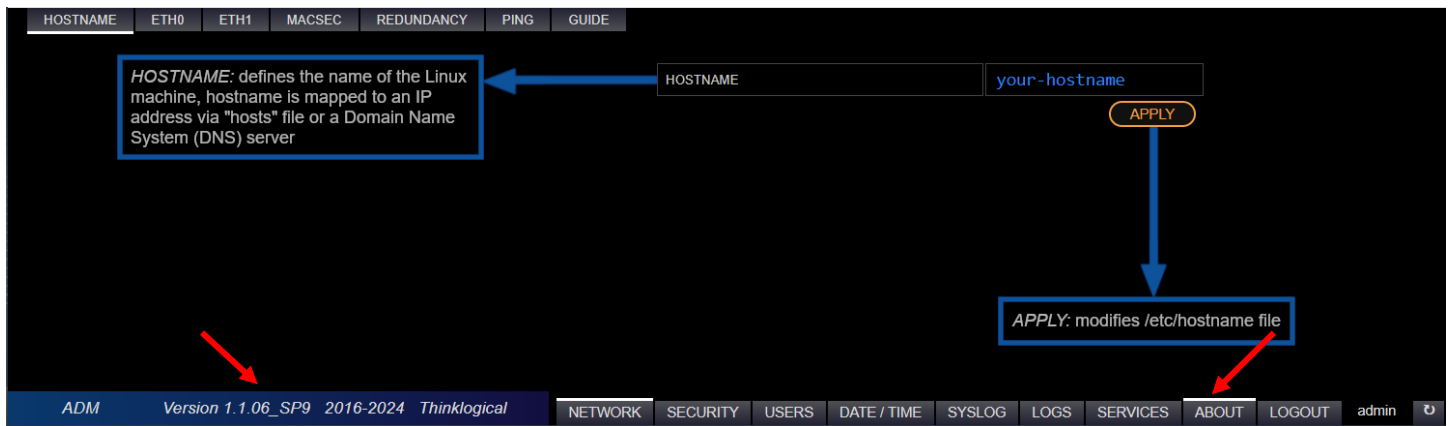 HOSTNAME ETH0 ETH1 MACSEC REDUNDANCY PING GUIDE
HOSTNAME: defines the name of the Linux
machine, hostname is mapped to an IP
address via "hosts" file or a Domain Name
System (DNS) server
HOSTNAME your-hostname
APPLY
APPLY: modifies /etc/hostname file
ADM Version 1.1.06_SP9 2016-2024 Thinklogical NETWORK SECURITY USERS DATE / TIME SYSLOG LOGS SERVICES ABOUT LOGOUT admin ↻